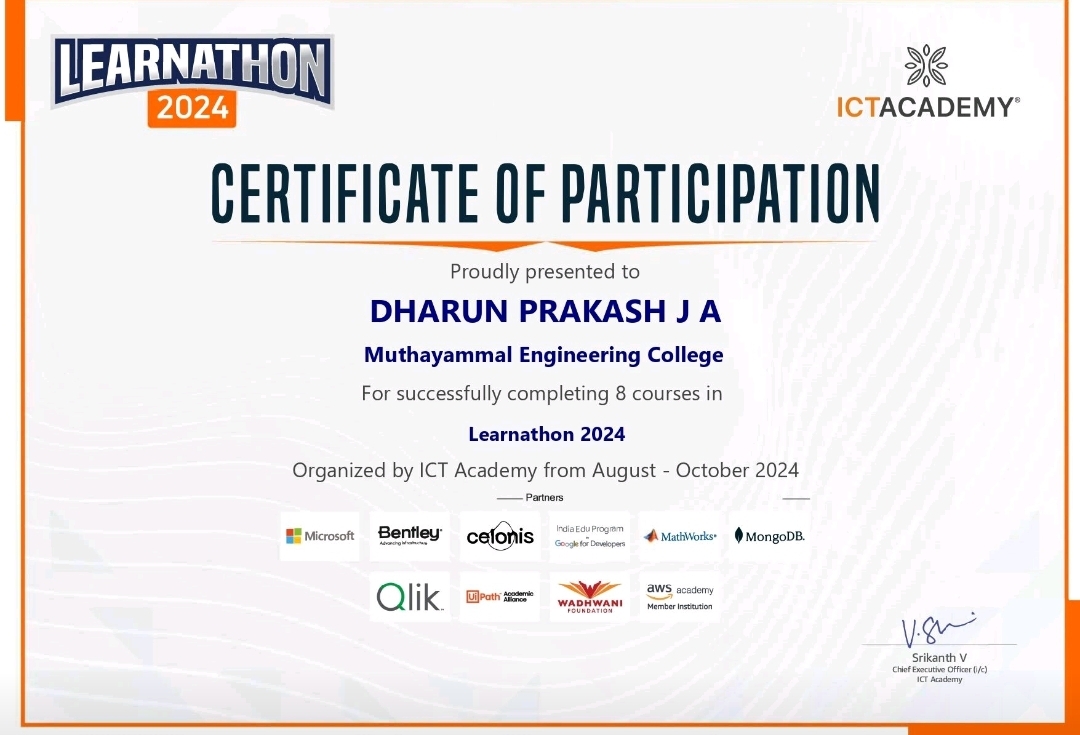 LEARNATHON
2024
ICTACADEMY®
CERTIFICATE OF PARTICIPATION
Proudly presented to
DHARUN PRAKASH J A
Muthayammal Engineering College
For successfully completing 8 courses in
Learnathon 2024
Organized by ICT Academy from August - October 2024
Partners
Microsoft
Bentley®
Advancing Infrastructure
celonis
India Edu Program
Google for Developers
MathWorks®
MongoDB.
Qlik
UiPath™ Academic
Alliance
WADHWANI
FOUNDATION
aws academy
Member Institution
V.Sri
Srikanth V
Chief Executive Officer (i/c)
ICT Academy